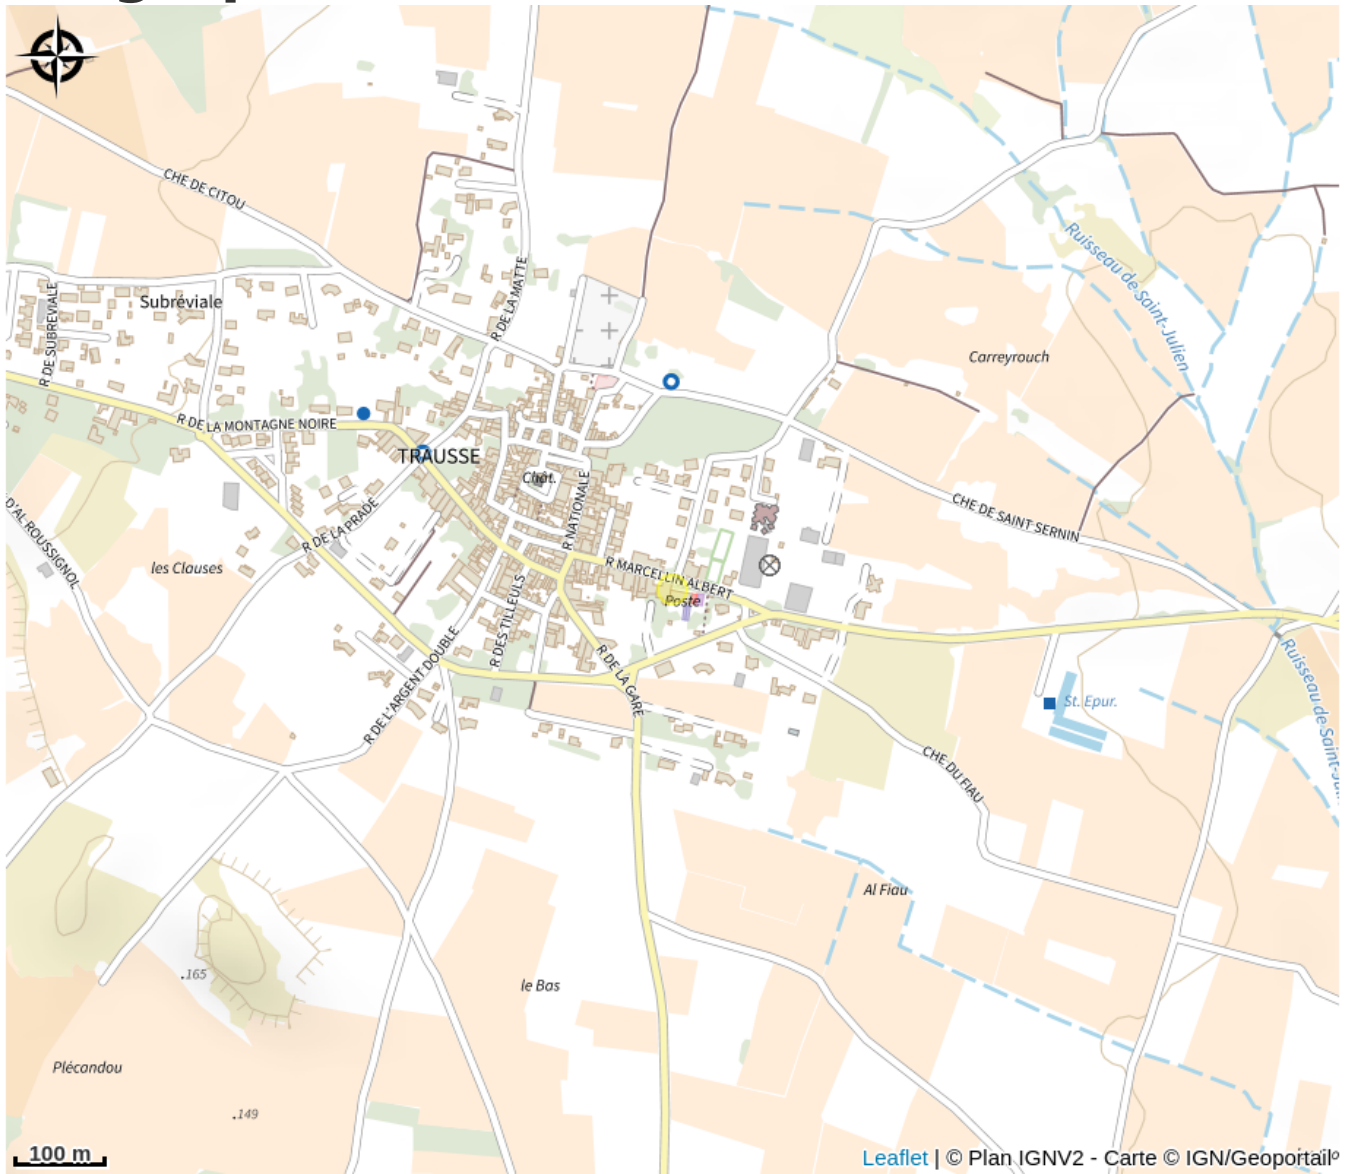 CHE DE CITOU
R DE LA MATTE
Subréviale
R DE SUBREVIALE
Ruisseau de Saint-Julien
Carreyrouch
R DE LA MONTAGNE NOIRE
TRAUSSE
Chât.
R NATIONALE
CHE DE SAINT SERNIN
D'AL ROUSSIGNOL
R DE LA PRADE
les Clauses
R MARCELLIN ALBERT
Poste
R DES TILLEULS
R DE L'ARGENT DOUBLE
R DE LA GARE
St. Epur.
Ruisseau de Saint-Ju
CHE DU FIAU
Al Fiau
.165
le Bas
Plécandou
.149
100 m
Leaflet | © Plan IGNV2 - Carte © IGN/Geoportail